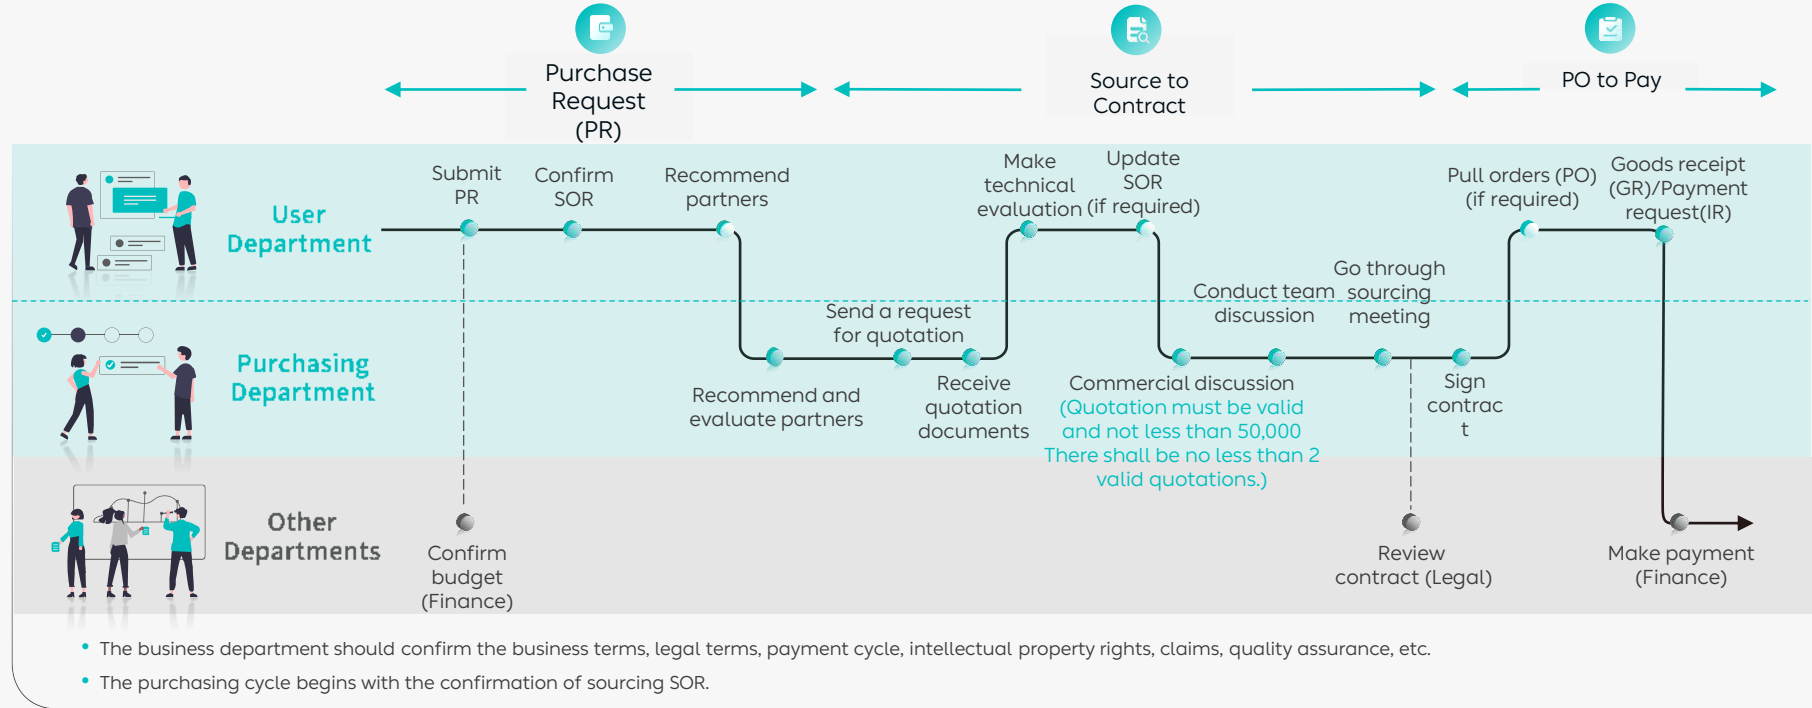 Purchase
Request
(PR)
Source to
Contract
PO to Pay
User
Department
Submit
PR
Confirm
SOR
Recommend
partners
Make
technical
evaluation
Update
SOR
(if required)
Pull orders (PO)
(if required)
Goods receipt
(GR)/Payment
request(IR)
Purchasing
Department
Recommend and
evaluate partners
Send a request
for quotation
Receive
quotation
documents
Commercial discussion
(Quotation must be valid
and not less than 50,000
There shall be no less than 2
valid quotations.)
Conduct team
discussion
Go through
sourcing
meeting
Sign
contrac
t
Other
Departments
Confirm
budget
(Finance)
Review
contract (Legal)
Make payment
(Finance)
• The business department should confirm the business terms, legal terms, payment cycle, intellectual property rights, claims, quality assurance, etc.
• The purchasing cycle begins with the confirmation of sourcing SOR.